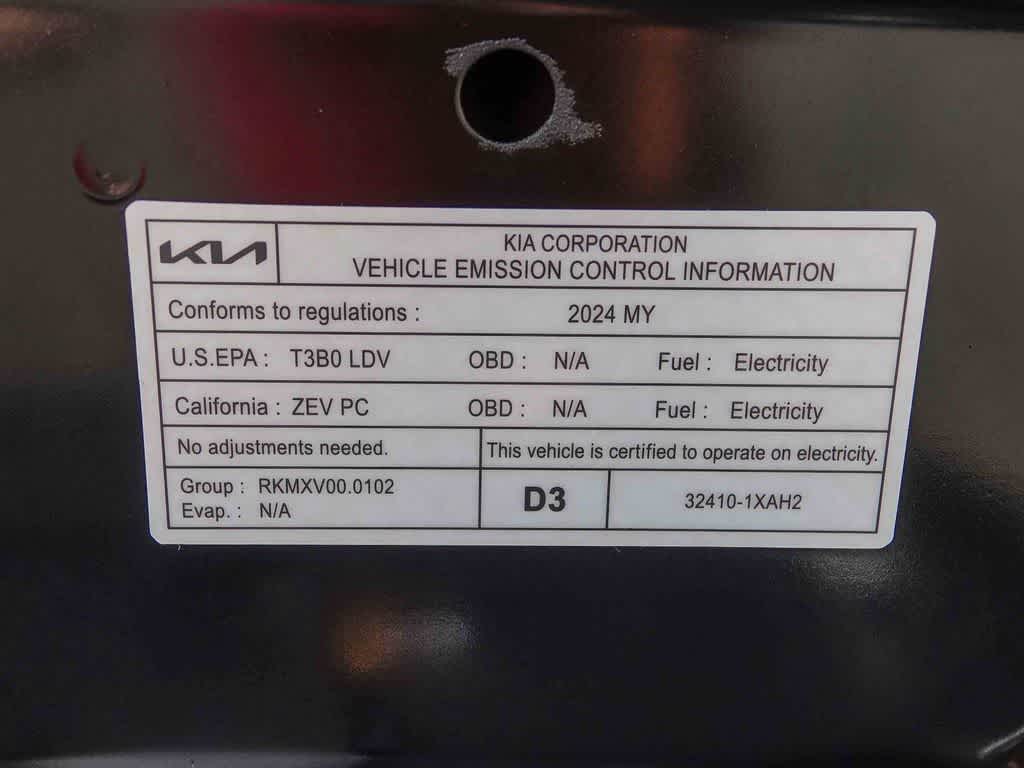 KIA
KIA CORPORATION
VEHICLE EMISSION CONTROL INFORMATION
Conforms to regulations : 2024 MY
U.S.EPA : T3B0 LDV OBD : N/A Fuel : Electricity
California : ZEV PC OBD : N/A Fuel : Electricity
No adjustments needed. This vehicle is certified to operate on electricity.
Group : RKMXV00.0102
Evap. : N/A
D3
32410-1XAH2